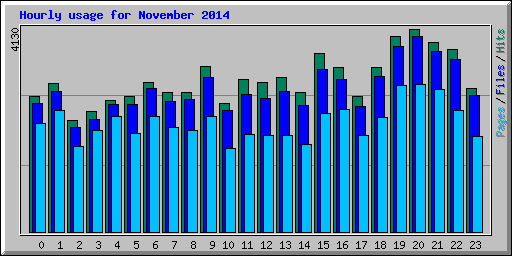 Hourly usage for November 2014
4130
Pages/Files/Hits
0 1 2 3 4 5 6 7 8 9 10 11 12 13 14 15 16 17 18 19 20 21 22 23